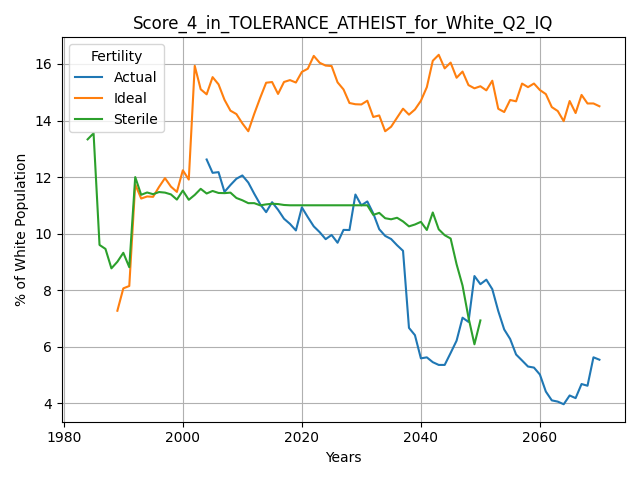 Score_4_in_TOLERANCE_ATHEIST_for_White_Q2_IQ
Fertility
Actual
Ideal
Sterile
% of White Population
16
14
12
10
8
6
4
1980
2000
2020
2040
2060
Years